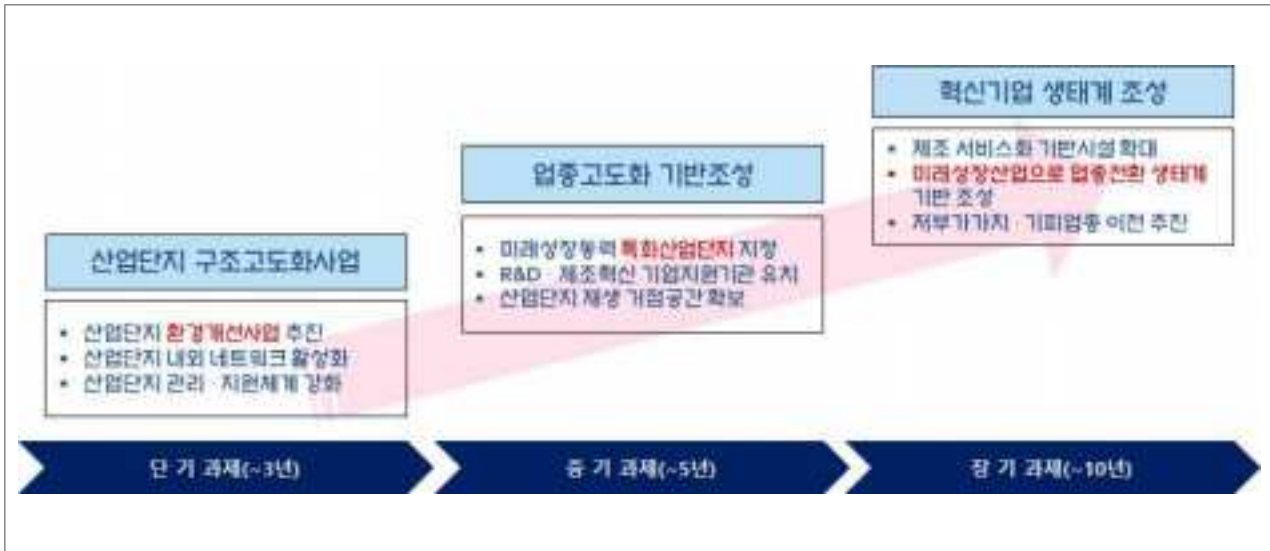 혁신기업 생태계 조성
• 제조 서비스화 기반시설 확대
• 미래성장산업으로 업종전환 생태계
기반 조성
• 저부가가치·기피업종 이전 추진
업종고도화 기반조성
• 미래성장동력 특화산업단지 지정
• R&D·제조혁신 기업지원기관 유치
• 산업단지 재생 거점공간 확보
산업단지 구조고도화사업
• 산업단지 환경개선사업 추진
• 산업단지 내외 네트워크 활성화
• 산업단지 관리·지원체계 강화
단 기 과제(~3년)
중 기 과제(~5년)
장 기 과제(~10년)